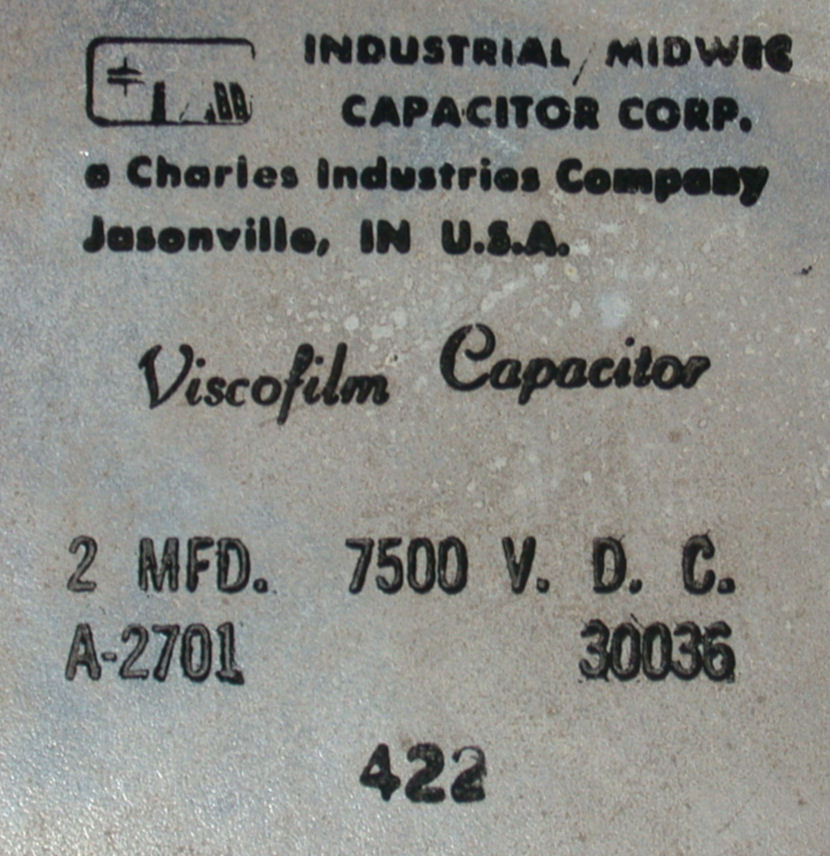 INDUSTRIAL/MIDWEC
CAPACITOR CORP.
a Charles Industries Company
Jasonville, IN U.S.A.
Viscofilm Capacitor
2 MFD. 7500 V. D. C.
A-2701 30036
422